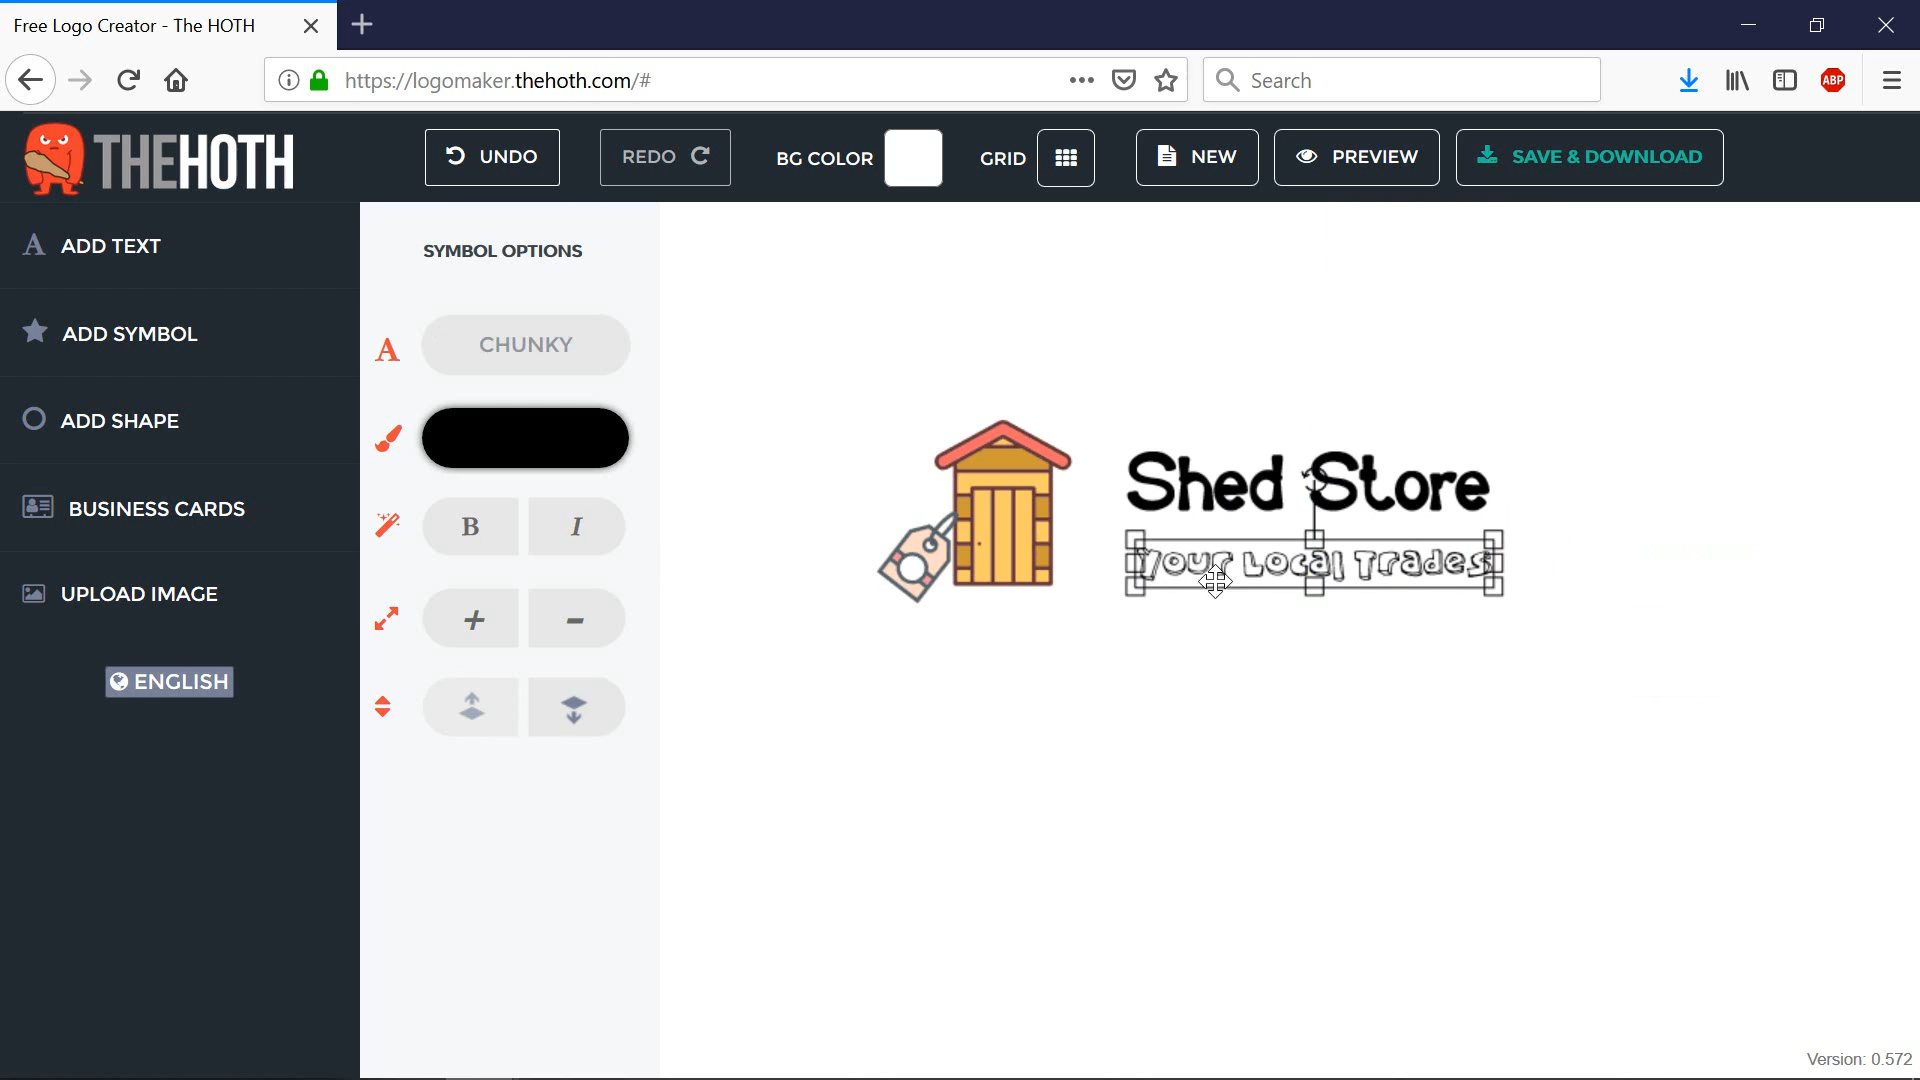 Free Logo Creator - The HOTH
https://logomaker.thehoth.com/#
Search
ABP
THEHOTH
UNDO
REDO
BG COLOR
GRID
NEW
PREVIEW
SAVE & DOWNLOAD
A ADD TEXT
ADD SYMBOL
ADD SHAPE
BUSINESS CARDS
UPLOAD IMAGE
ENGLISH
SYMBOL OPTIONS
A CHUNKY
B I
+ -
Shed Store
Your Local Trades
Version: 0.572